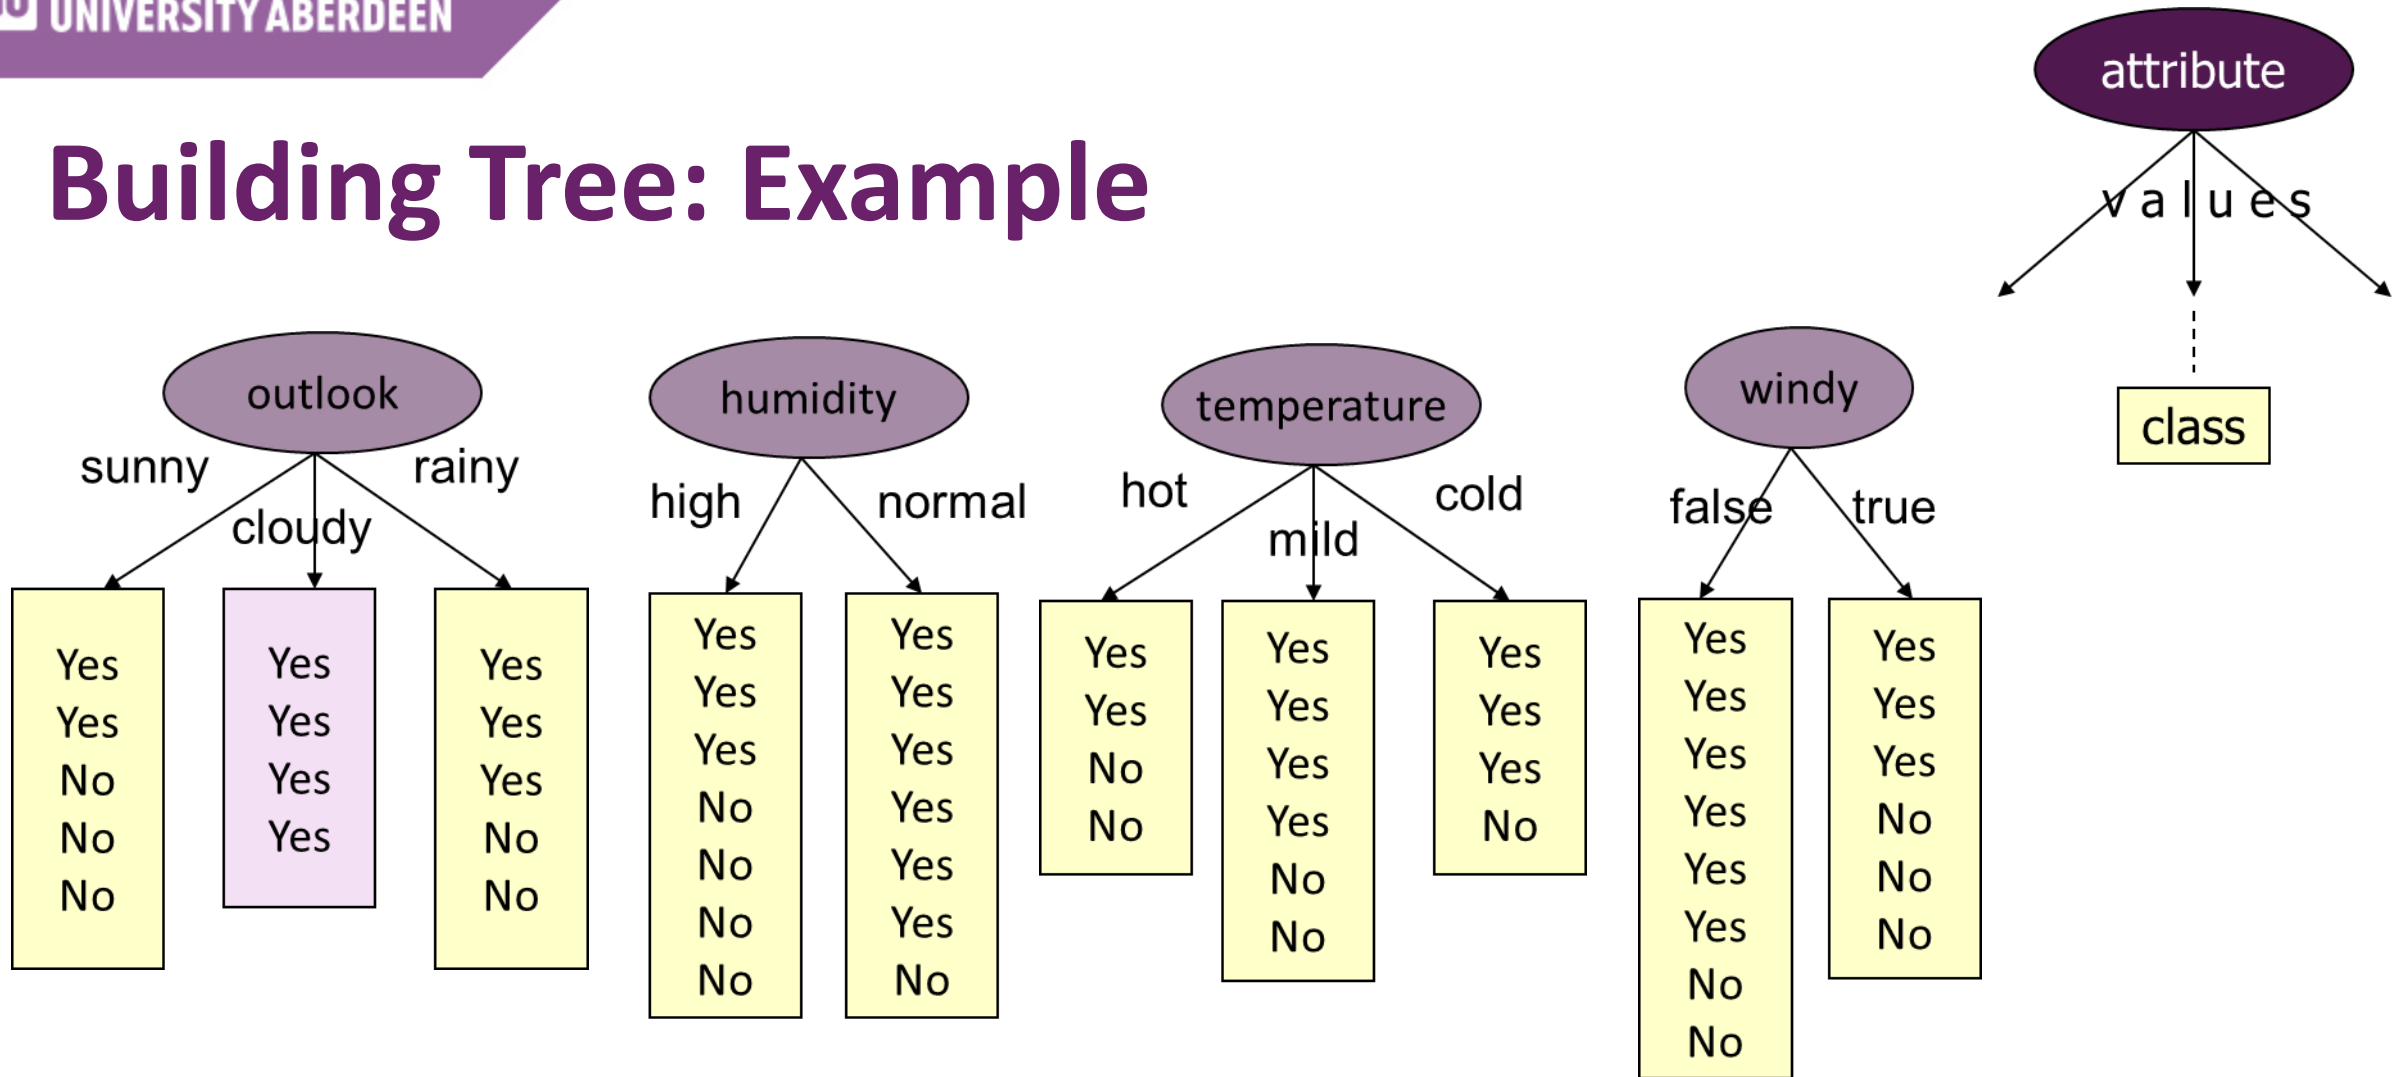 UNIVERSITY ABERDEEN
attribute
values
class
Building Tree: Example
outlook
sunny
cloudy
rainy
Yes
Yes
No
No
No
Yes
Yes
Yes
Yes
Yes
Yes
Yes
No
No
humidity
high
normal
Yes
Yes
Yes
No
No
No
No
Yes
Yes
Yes
Yes
Yes
Yes
No
temperature
hot
mild
cold
Yes
Yes
No
No
Yes
Yes
Yes
Yes
No
No
Yes
Yes
Yes
No
windy
false
true
Yes
Yes
Yes
Yes
Yes
Yes
No
No
Yes
Yes
Yes
No
No
No